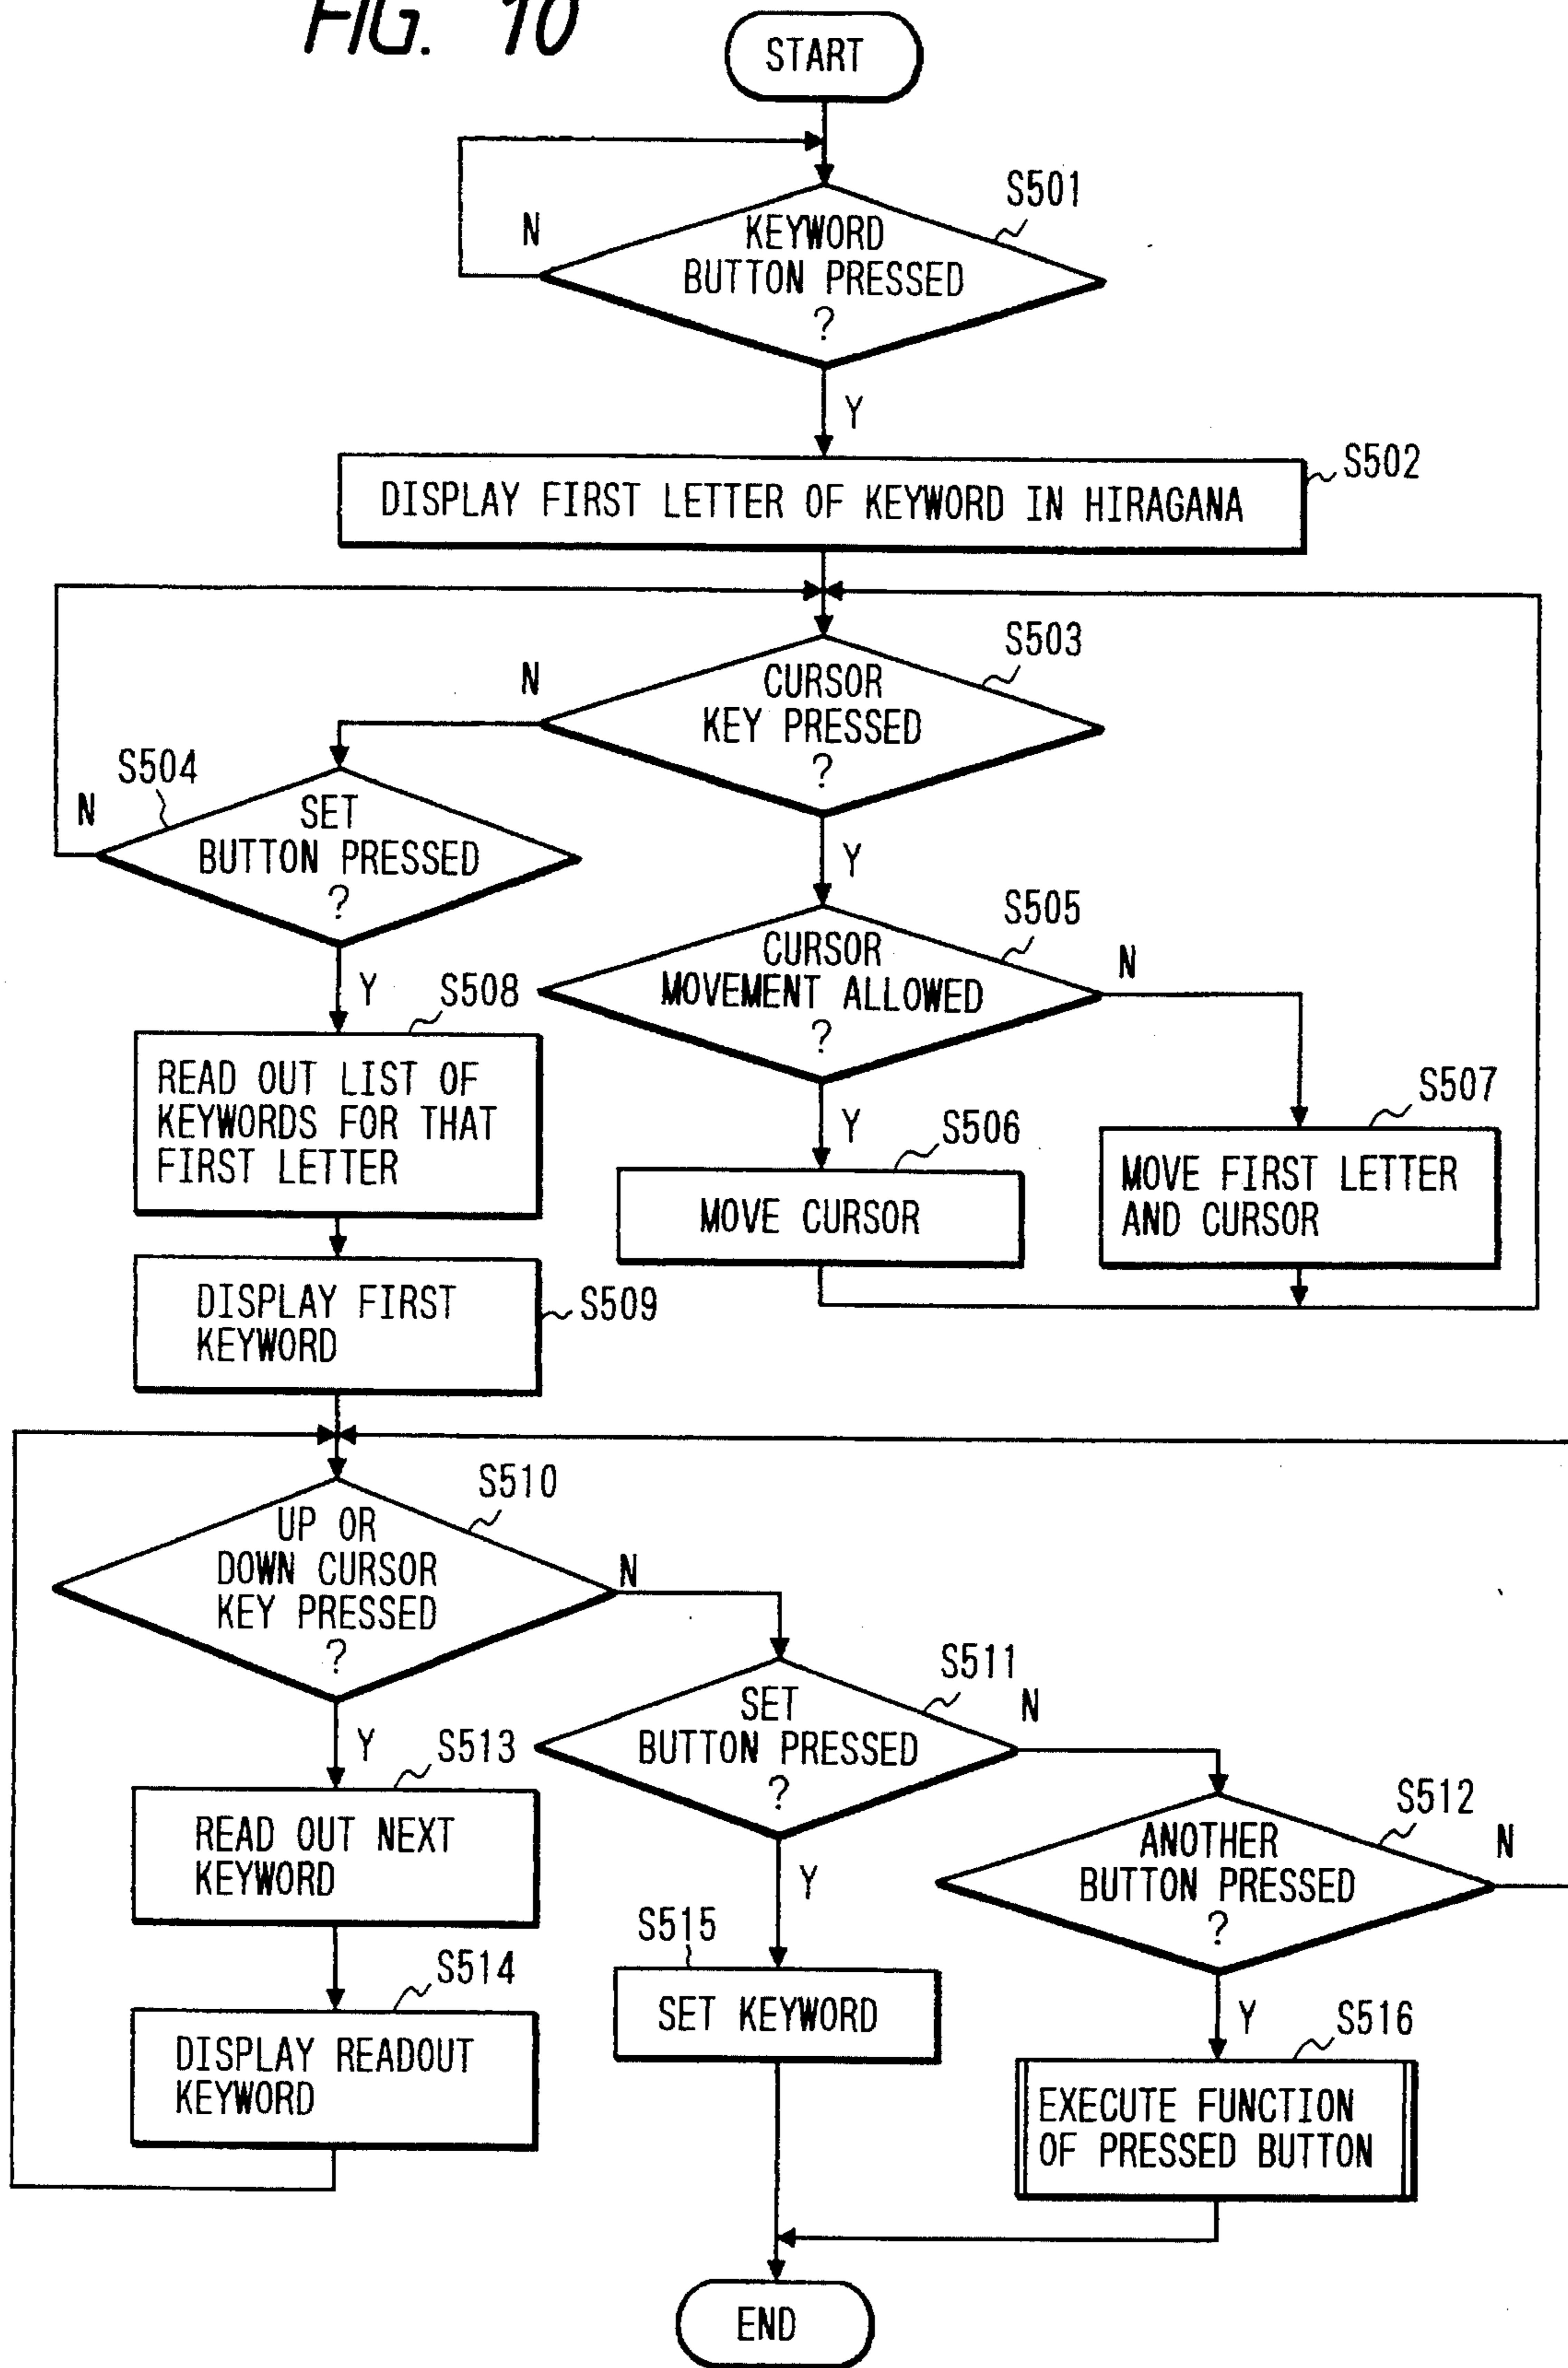 FIG. 10
START
S501
N
KEYWORD
BUTTON PRESSED
?
Y
S502
DISPLAY FIRST LETTER OF KEYWORD IN HIRAGANA
S503
N
CURSOR
KEY PRESSED
?
S504
N
SET
BUTTON PRESSED
?
Y
S505
CURSOR
MOVEMENT ALLOWED
?
N
Y
S508
READ OUT LIST OF
KEYWORDS FOR THAT
FIRST LETTER
Y
S506
MOVE CURSOR
S507
MOVE FIRST LETTER
AND CURSOR
DISPLAY FIRST
KEYWORD
S509
S510
UP OR
DOWN CURSOR
KEY PRESSED
?
N
S511
SET
BUTTON PRESSED
?
N
Y
S513
READ OUT NEXT
KEYWORD
S512
ANOTHER
BUTTON PRESSED
?
N
Y
S515
SET KEYWORD
S514
DISPLAY READOUT
KEYWORD
Y
S516
EXECUTE FUNCTION
OF PRESSED BUTTON
END